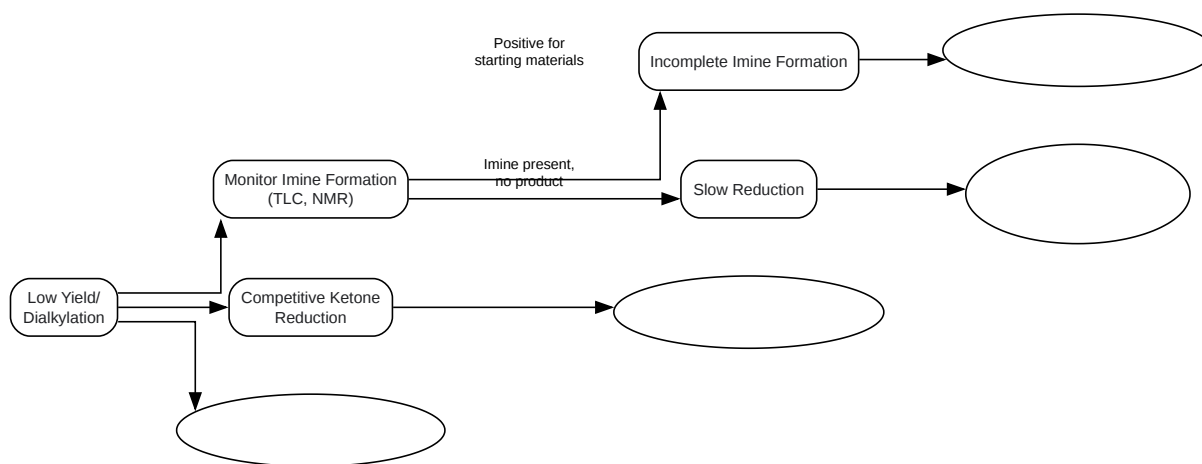 Positive for
starting materials
Incomplete Imine Formation
Imine present,
no product
Monitor Imine Formation
(TLC, NMR)
Slow Reduction
Low Yield/
Dialkylation
Competitive Ketone
Reduction